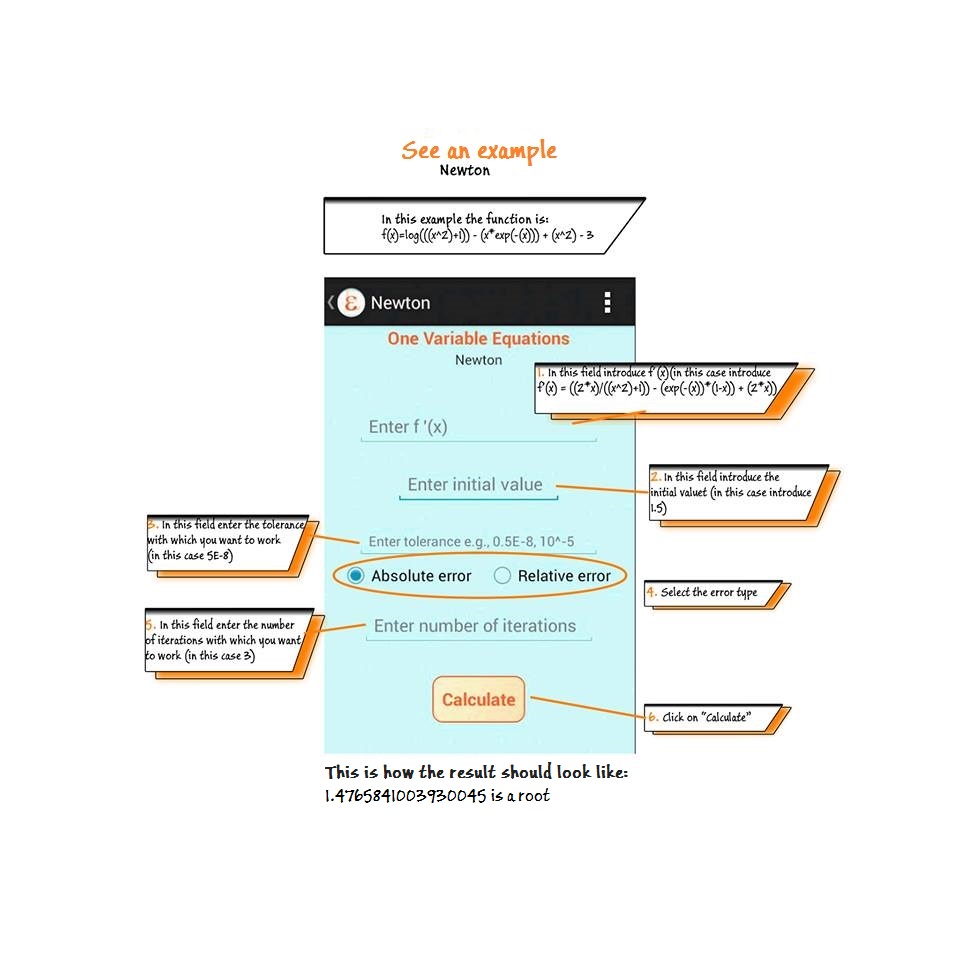 See an example
Newton
In this example the function is:
f(x)=log(((x^2)+1)) - (x*exp(-(x))) + (x^2) - 3
Newton
One Variable Equations
Newton
1. In this field introduce f'(x)(in this case introduce
f'(x) = ((2*x)/((x^2)+1)) - (exp(-(x))*(1-x)) + (2*x))
Enter f '(x)
2. In this field introduce the
initial valuet (in this case introduce
1.5)
Enter initial value
3. In this field enter the tolerance
with which you want to work
(in this case 5E-8)
Enter tolerance e.g., 0.5E-8, 10^-5
Absolute error
Relative error
4. Select the error type
5. In this field enter the number
of iterations with which you want
to work (in this case 3)
Enter number of iterations
Calculate
6. Click on "Calculate"
This is how the result should look like:
1.4765841003930045 is a root